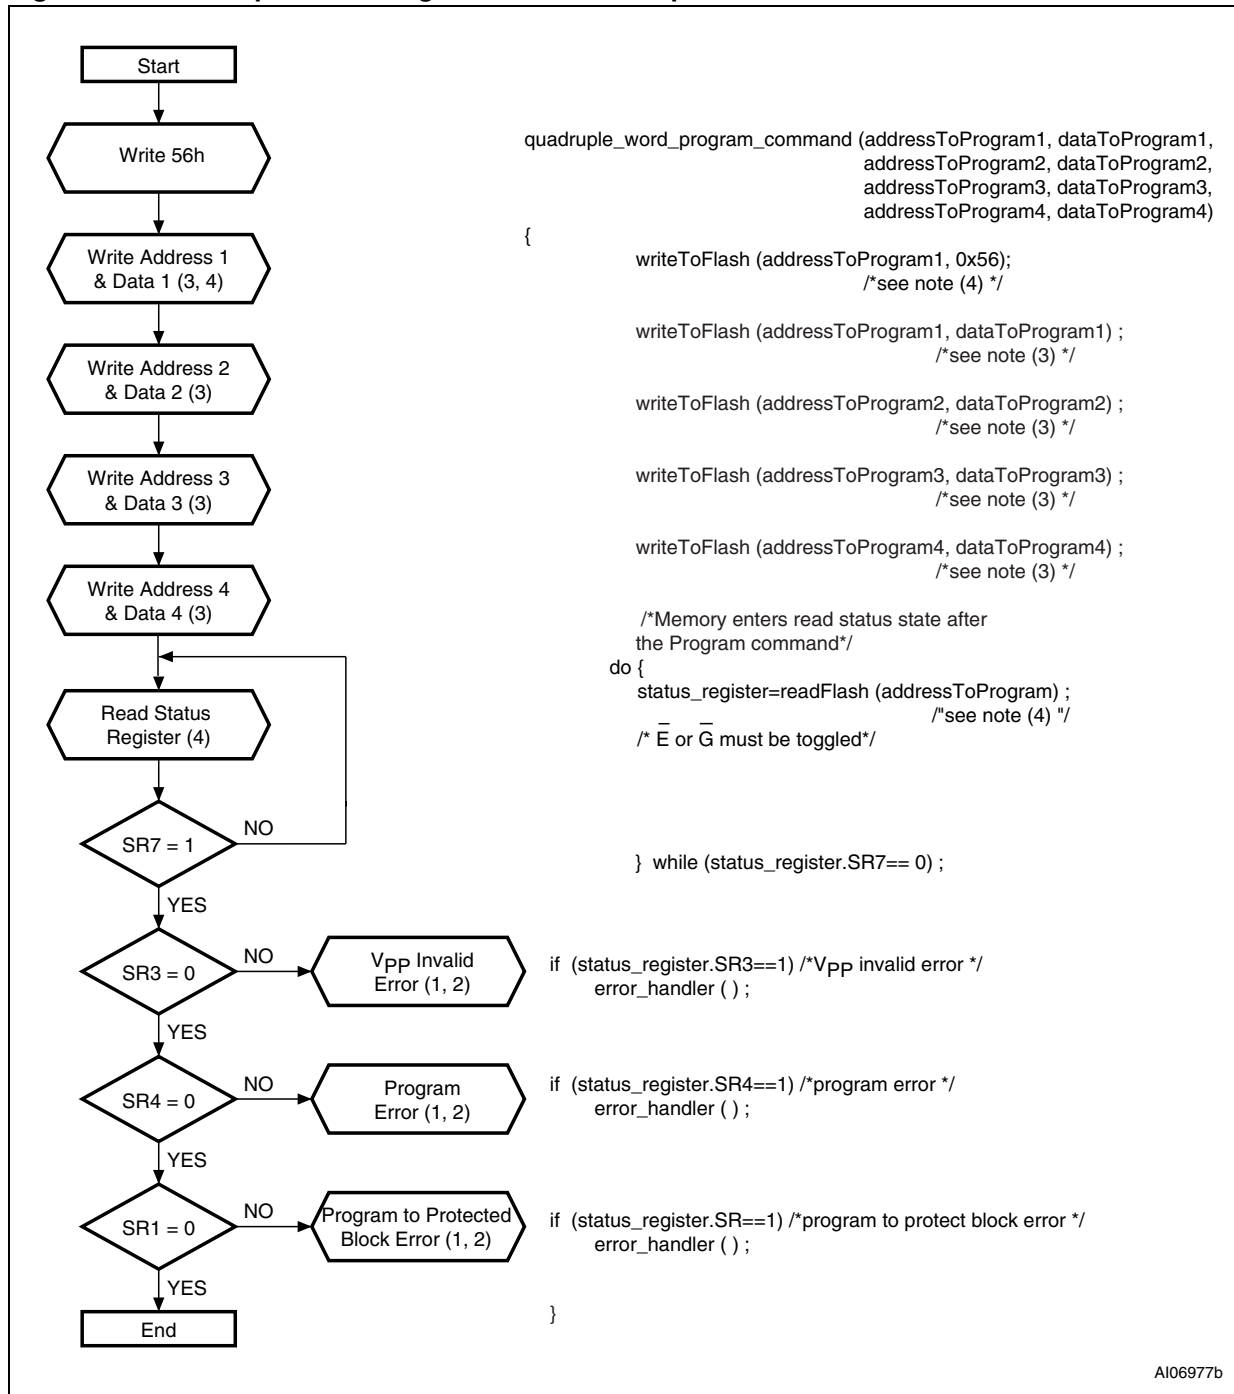 Start
Write 56h
Write Address 1
& Data 1 (3, 4)
Write Address 2
& Data 2 (3)
Write Address 3
& Data 3 (3)
Write Address 4
& Data 4 (3)
Read Status
Register (4)
SR7 = 1
NO
YES
SR3 = 0
NO
VPP Invalid
Error (1, 2)
YES
SR4 = 0
NO
Program
Error (1, 2)
YES
SR1 = 0
NO
Program to Protected
Block Error (1, 2)
YES
End
quadruple_word_program_command (addressToProgram1, dataToProgram1,
addressToProgram2, dataToProgram2,
addressToProgram3, dataToProgram3,
addressToProgram4, dataToProgram4)
{
writeToFlash (addressToProgram1, 0x56);
/*see note (4) */
writeToFlash (addressToProgram1, dataToProgram1) ;
/*see note (3) */
writeToFlash (addressToProgram2, dataToProgram2) ;
/*see note (3) */
writeToFlash (addressToProgram3, dataToProgram3) ;
/*see note (3) */
writeToFlash (addressToProgram4, dataToProgram4) ;
/*see note (3) */
/*Memory enters read status state after
the Program command*/
do {
status_register=readFlash (addressToProgram) ;
/"see note (4) "/
/* E̅ or G̅ must be toggled*/
} while (status_register.SR7== 0) ;
if (status_register.SR3==1) /*VPP invalid error */
error_handler ( ) ;
if (status_register.SR4==1) /*program error */
error_handler ( ) ;
if (status_register.SR==1) /*program to protect block error */
error_handler ( ) ;
}
AI06977b